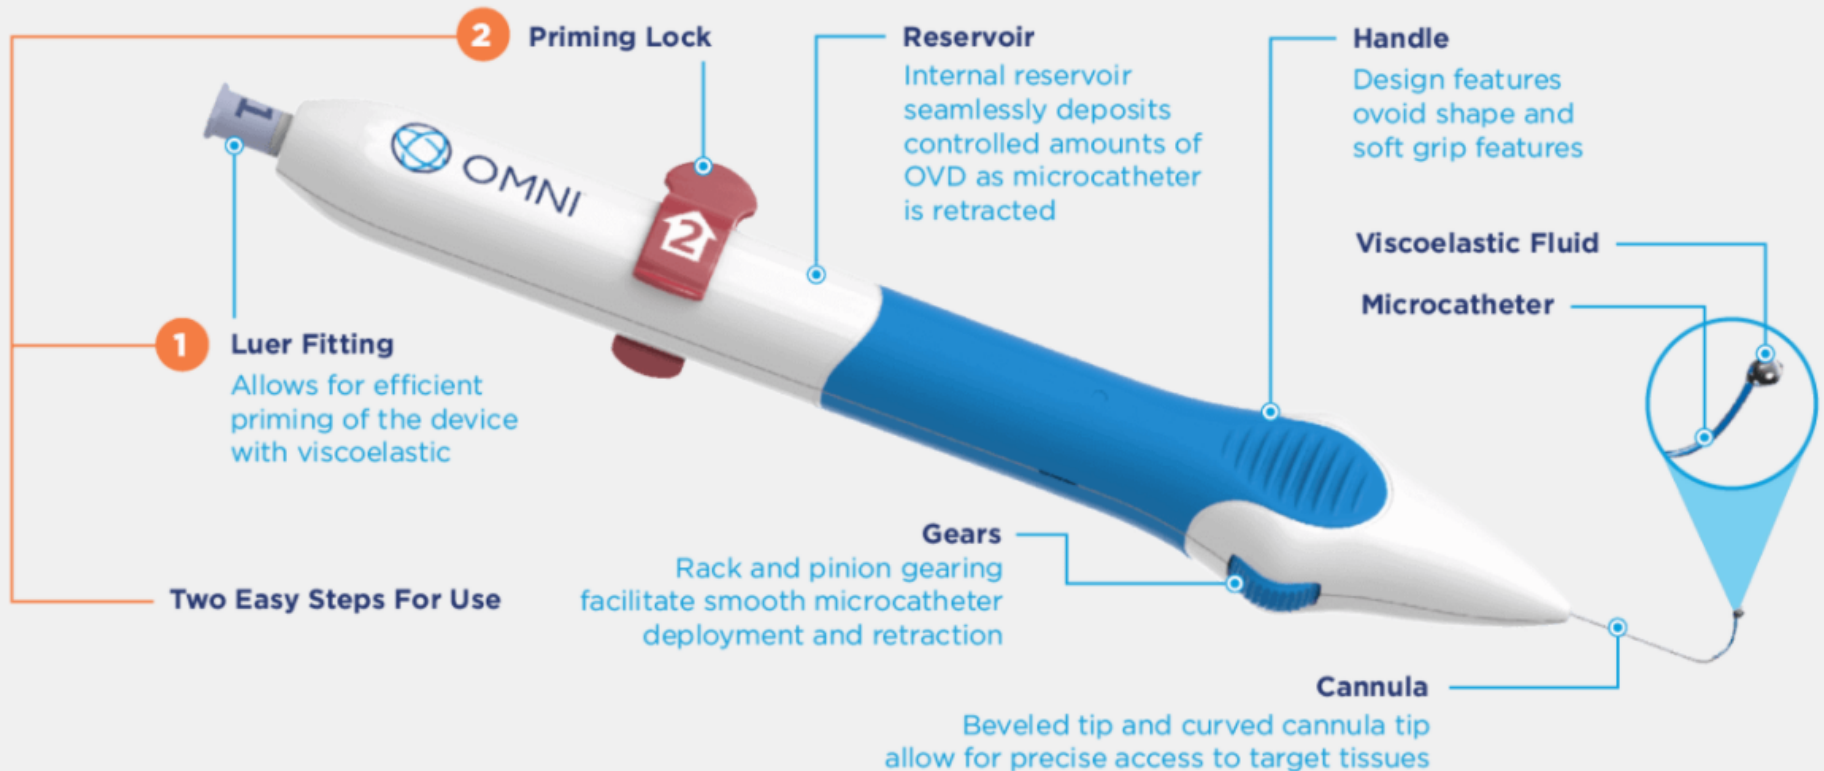 2 Priming Lock
Reservoir
Internal reservoir
seamlessly deposits
controlled amounts of
OVD as microcatheter
is retracted
Handle
Design features
ovoid shape and
soft grip features
1
OMNI
2
Viscoelastic Fluid
Microcatheter
1 Luer Fitting
Allows for efficient
priming of the device
with viscoelastic
Gears
Rack and pinion gearing
facilitate smooth microcatheter
deployment and retraction
Two Easy Steps For Use
Cannula
Beveled tip and curved cannula tip
allow for precise access to target tissues